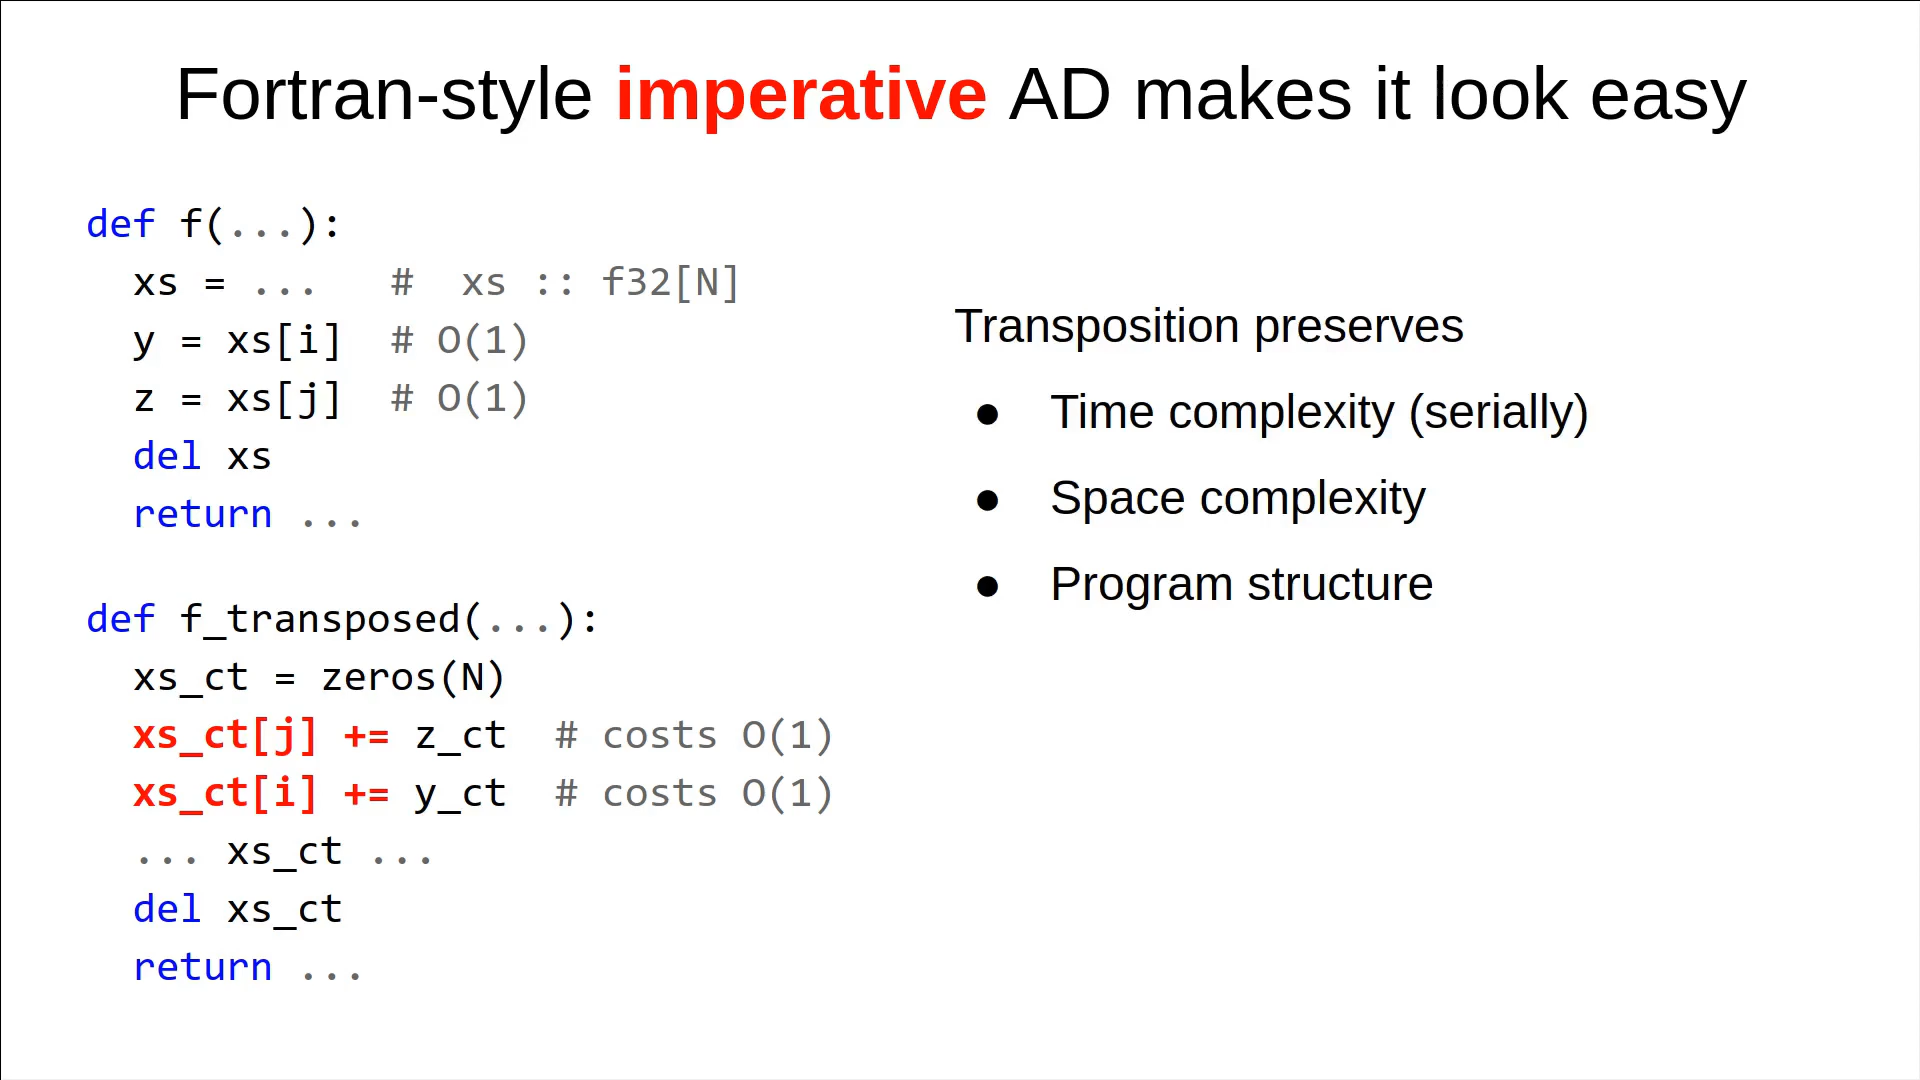 Fortran-style imperative AD makes it look easy
def f(...):
  xs = ...   #  xs :: f32[N]
  y = xs[i]  # O(1)
  z = xs[j]  # O(1)
  del xs
  return ...
def f_transposed(...):
  xs_ct = zeros(N)
  xs_ct[j] += z_ct  # costs O(1)
  xs_ct[i] += y_ct  # costs O(1)
  ... xs_ct ...
  del xs_ct
  return ...
Transposition preserves
● Time complexity (serially)
● Space complexity
● Program structure